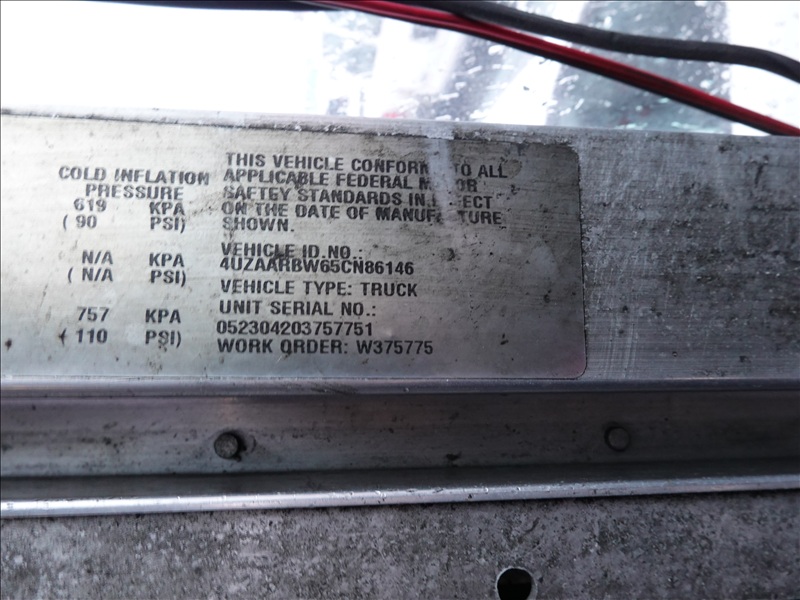 COLD INFLATION
PRESSURE
619 KPA
( 90 PSI)
N/A KPA
( N/A PSI)
757 KPA
( 110 PSI)
THIS VEHICLE CONFORM TO ALL
APPLICABLE FEDERAL
SAFTEY STANDARDS IN
ON THE DATE OF
SHOWN.
VEHICLE ID.NO.:
4UZAARBW65CN86146
VEHICLE TYPE: TRUCK
UNIT SERIAL NO.:
052304203757751
WORK ORDER: W375775